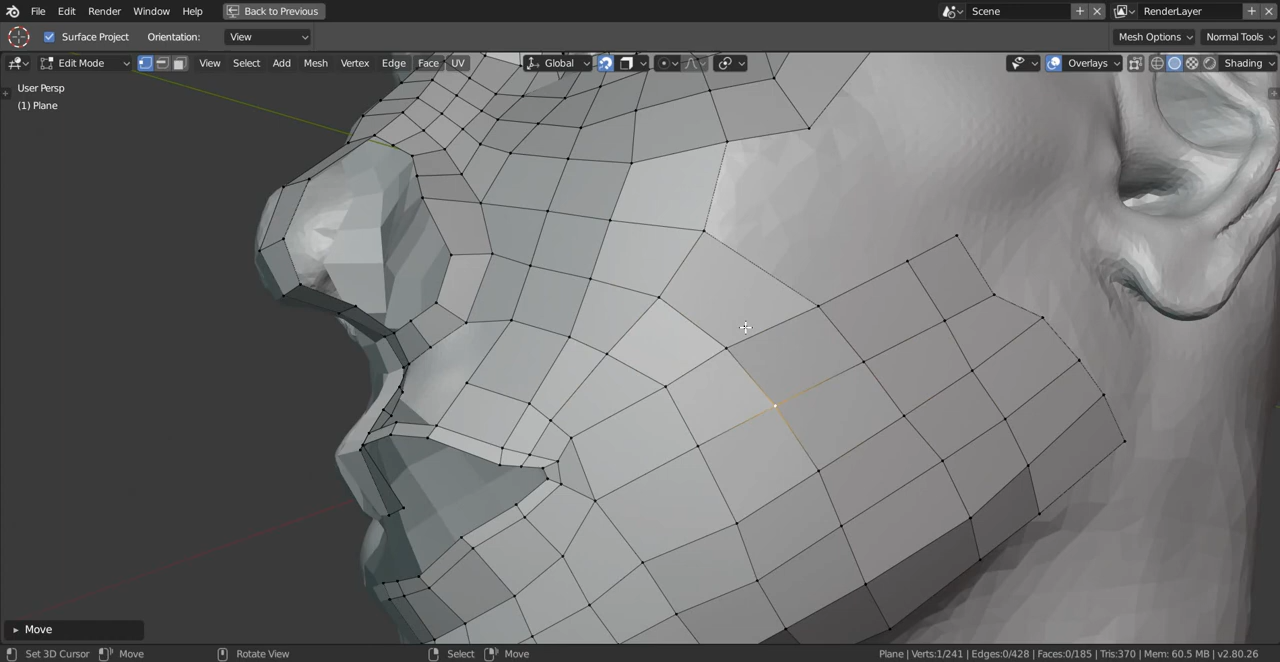 File Edit Render Window Help Back to Previous Scene RenderLayer
Surface Project Orientation: View Mesh Options Normal Tools
Edit Mode View Select Add Mesh Vertex Edge Face UV Global Overlays Shading
User Persp
(1) Plane
Move
Set 3D Cursor Move Rotate View Select Move Plane | Verts:1/241 | Edges:0/428 | Faces:0/185 | Tris:370 | Mem: 60.5 MB | v2.80.26